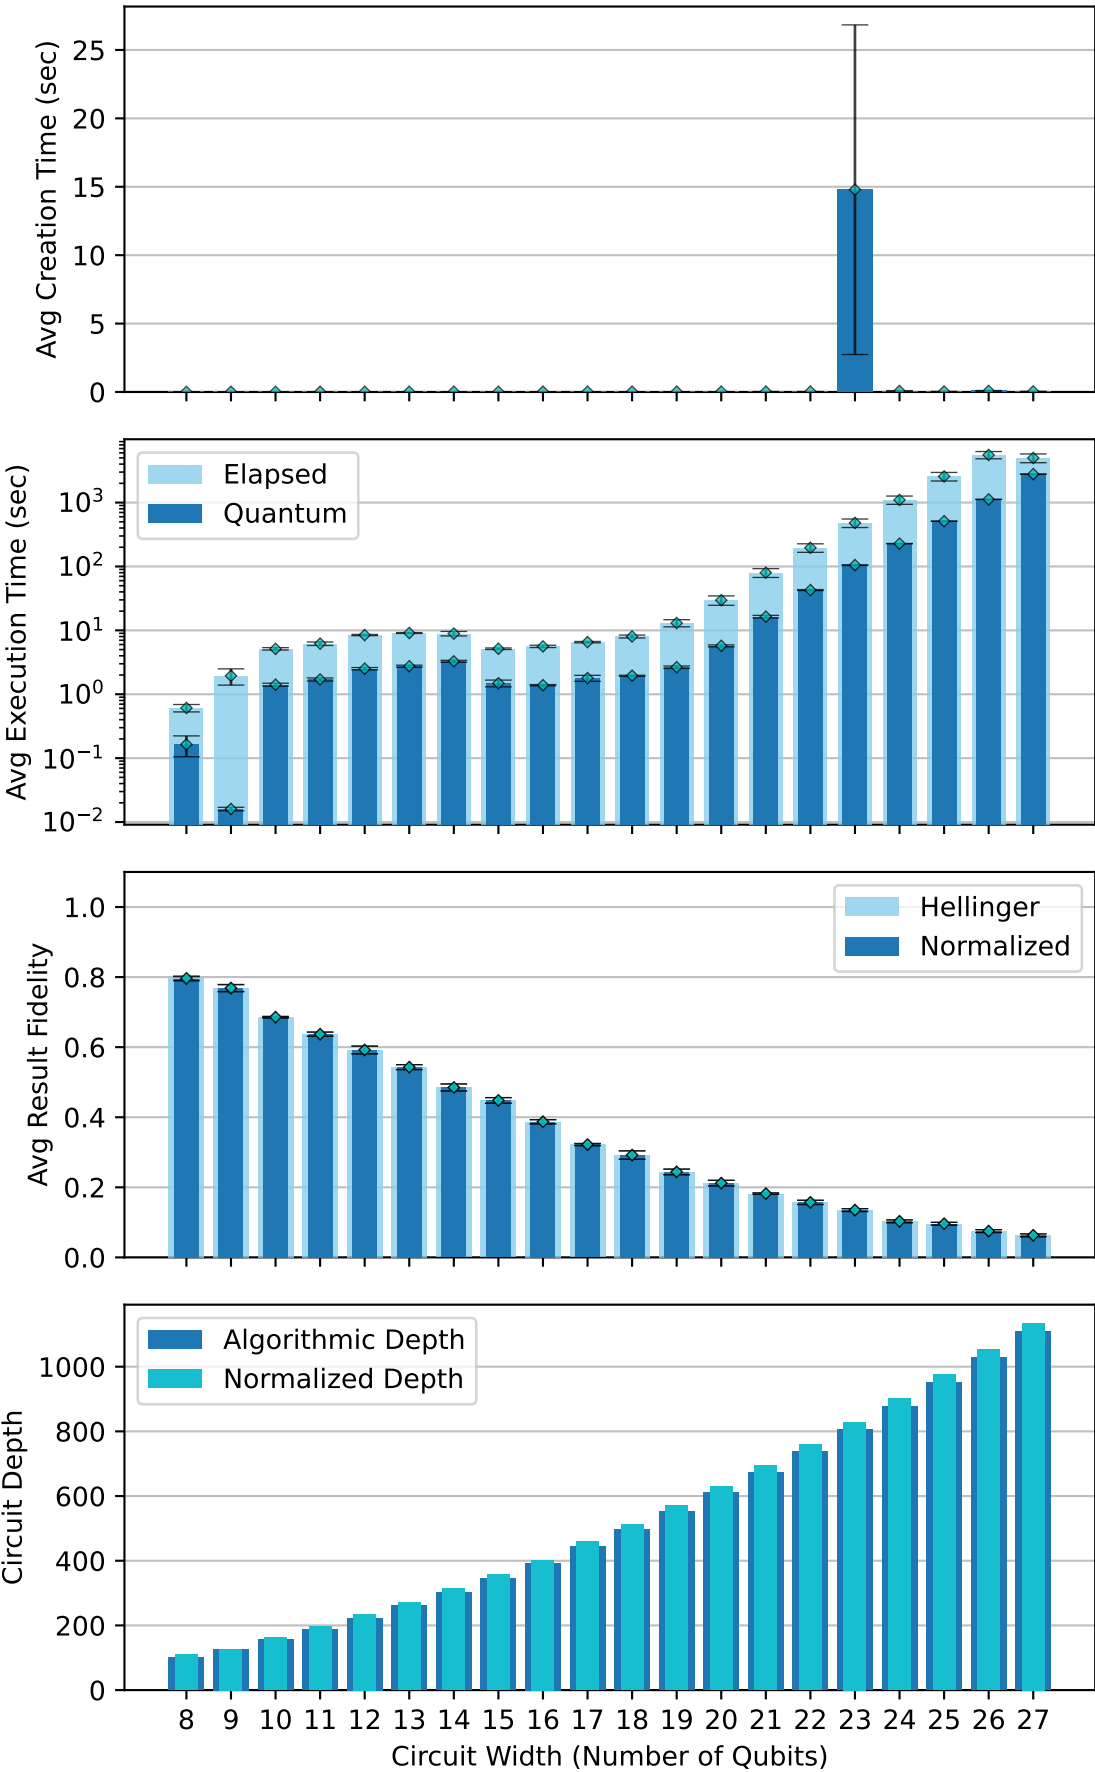 Avg Creation Time (sec)
25
20
15
10
5
0
Avg Execution Time (sec)
Elapsed
Quantum
10³
10²
10¹
10⁰
10⁻¹
10⁻²
Avg Result Fidelity
Hellinger
Normalized
1.0
0.8
0.6
0.4
0.2
0.0
Circuit Depth
Algorithmic Depth
Normalized Depth
1000
800
600
400
200
0
8 9 10 11 12 13 14 15 16 17 18 19 20 21 22 23 24 25 26 27
Circuit Width (Number of Qubits)